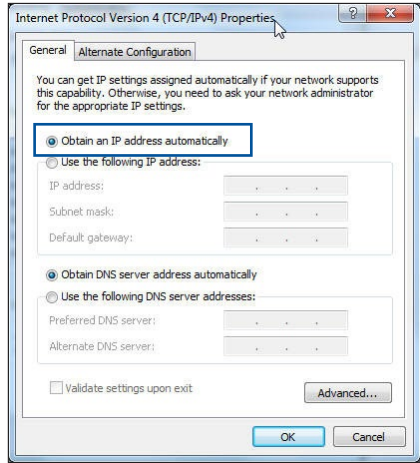 Internet Protocol Version 4 (TCP/IPv4) Properties
General
Alternate Configuration
You can get IP settings assigned automatically if your network supports
this capability. Otherwise, you need to ask your network administrator
for the appropriate IP settings.
Obtain an IP address automatically
Use the following IP address:
IP address:
Subnet mask:
Default gateway:
Obtain DNS server address automatically
Use the following DNS server addresses:
Preferred DNS server:
Alternate DNS server:
Validate settings upon exit
Advanced...
OK
Cancel